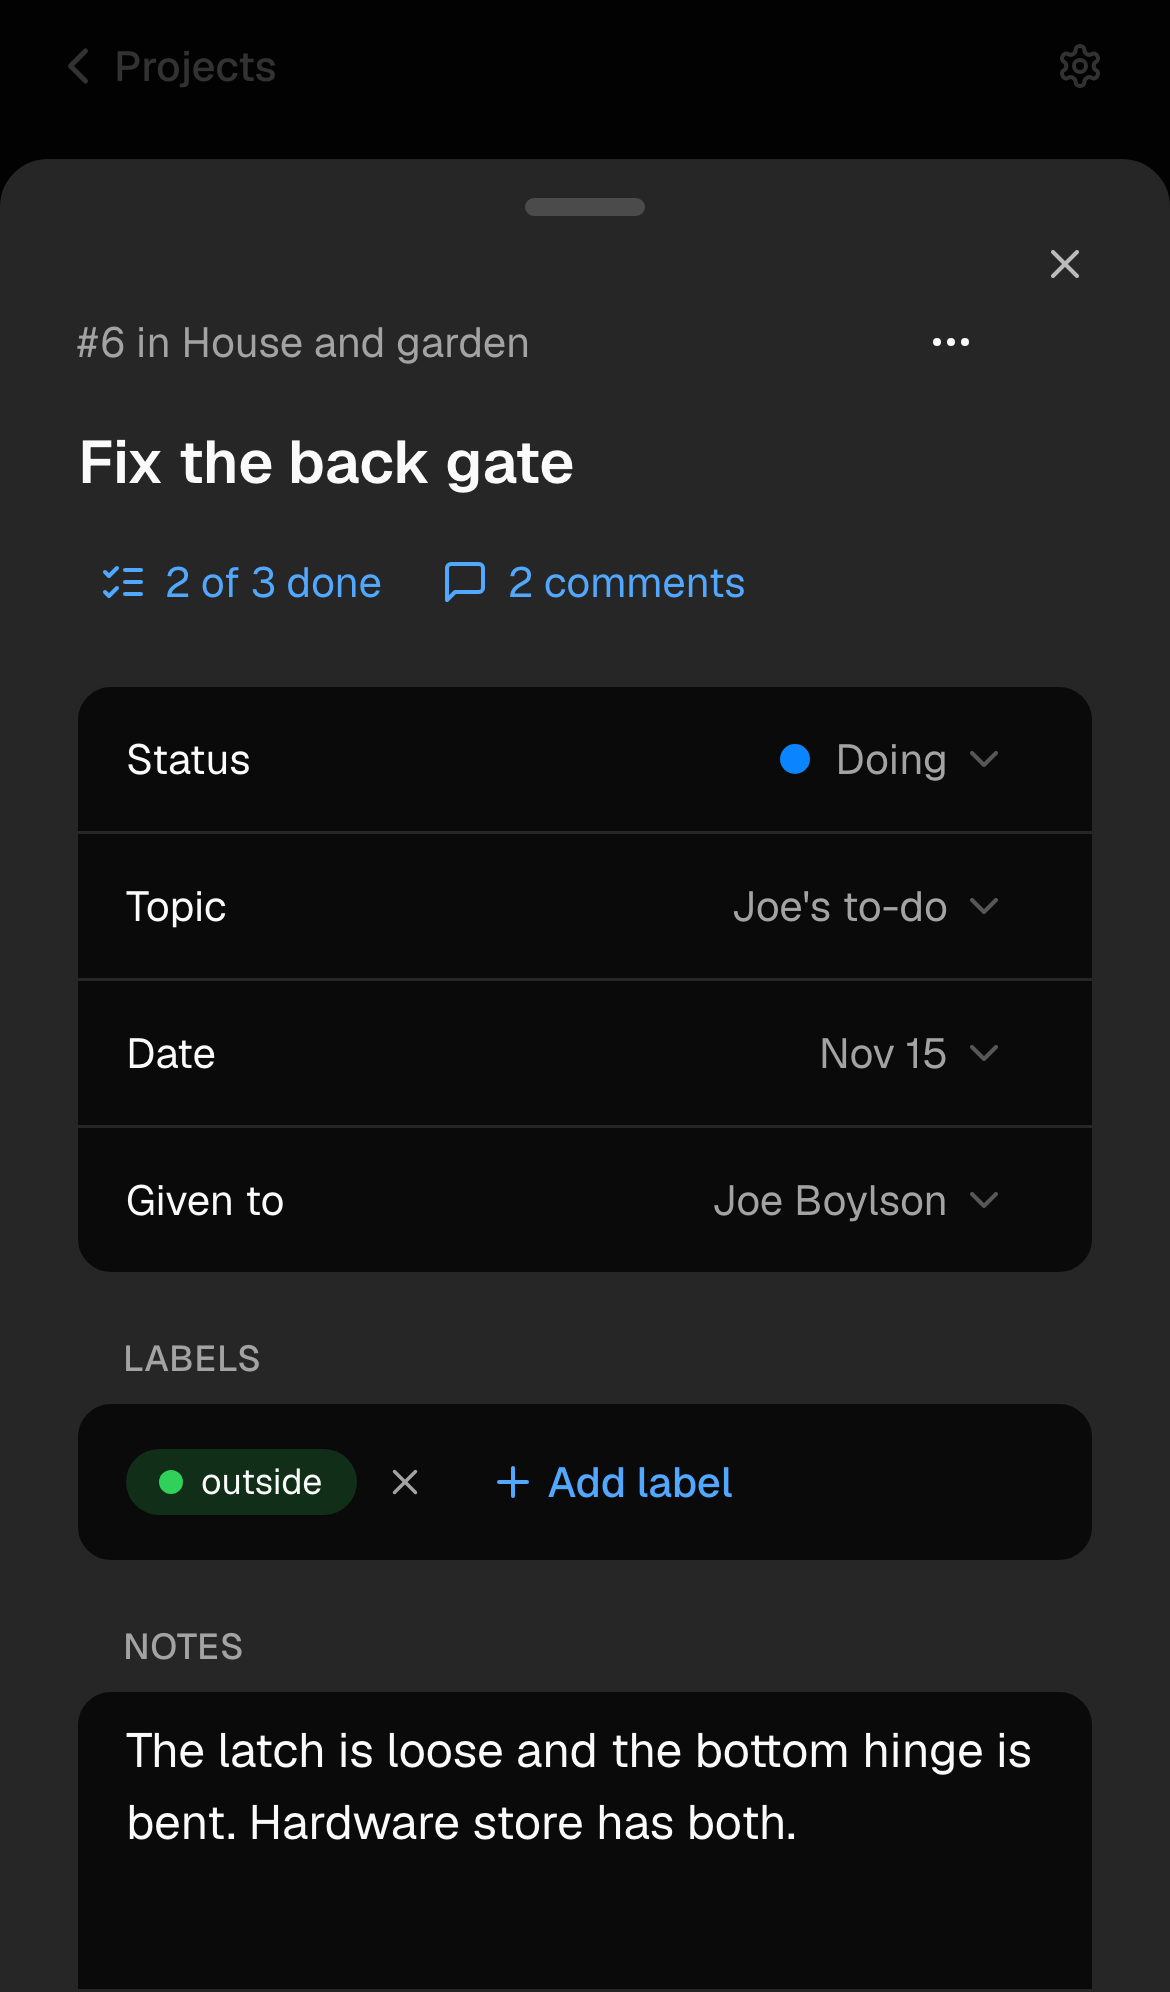 Projects
#6 in House and garden
Fix the back gate
2 of 3 done
2 comments
Status
Doing
Topic
Joe's to-do
Date
Nov 15
Given to
Joe Boylson
LABELS
outside
Add label
NOTES
The latch is loose and the bottom hinge is
bent. Hardware store has both.